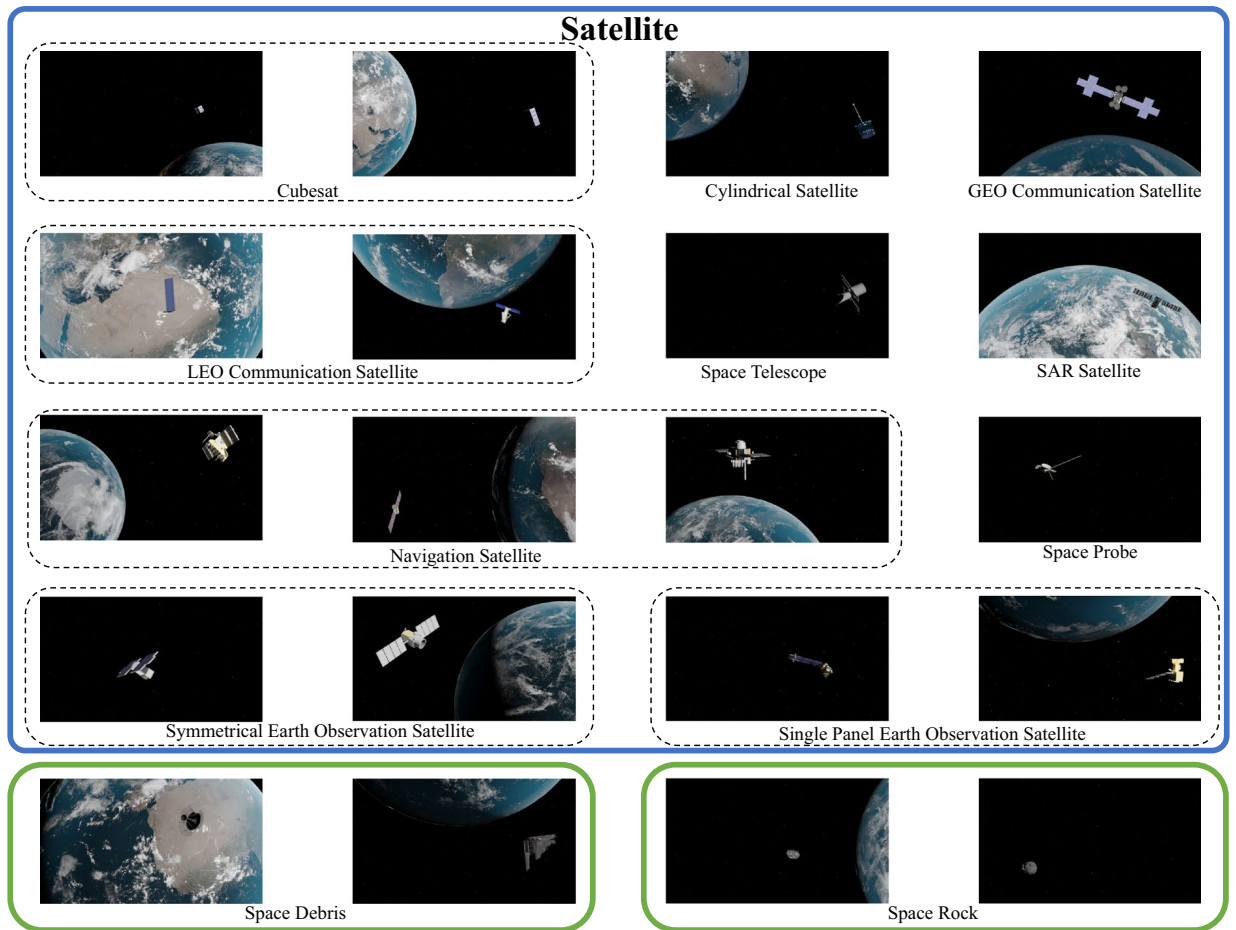 Satellite
Cubesat
Cylindrical Satellite
GEO Communication Satellite
LEO Communication Satellite
Space Telescope
SAR Satellite
Navigation Satellite
Space Probe
Symmetrical Earth Observation Satellite
Single Panel Earth Observation Satellite
Space Debris
Space Rock